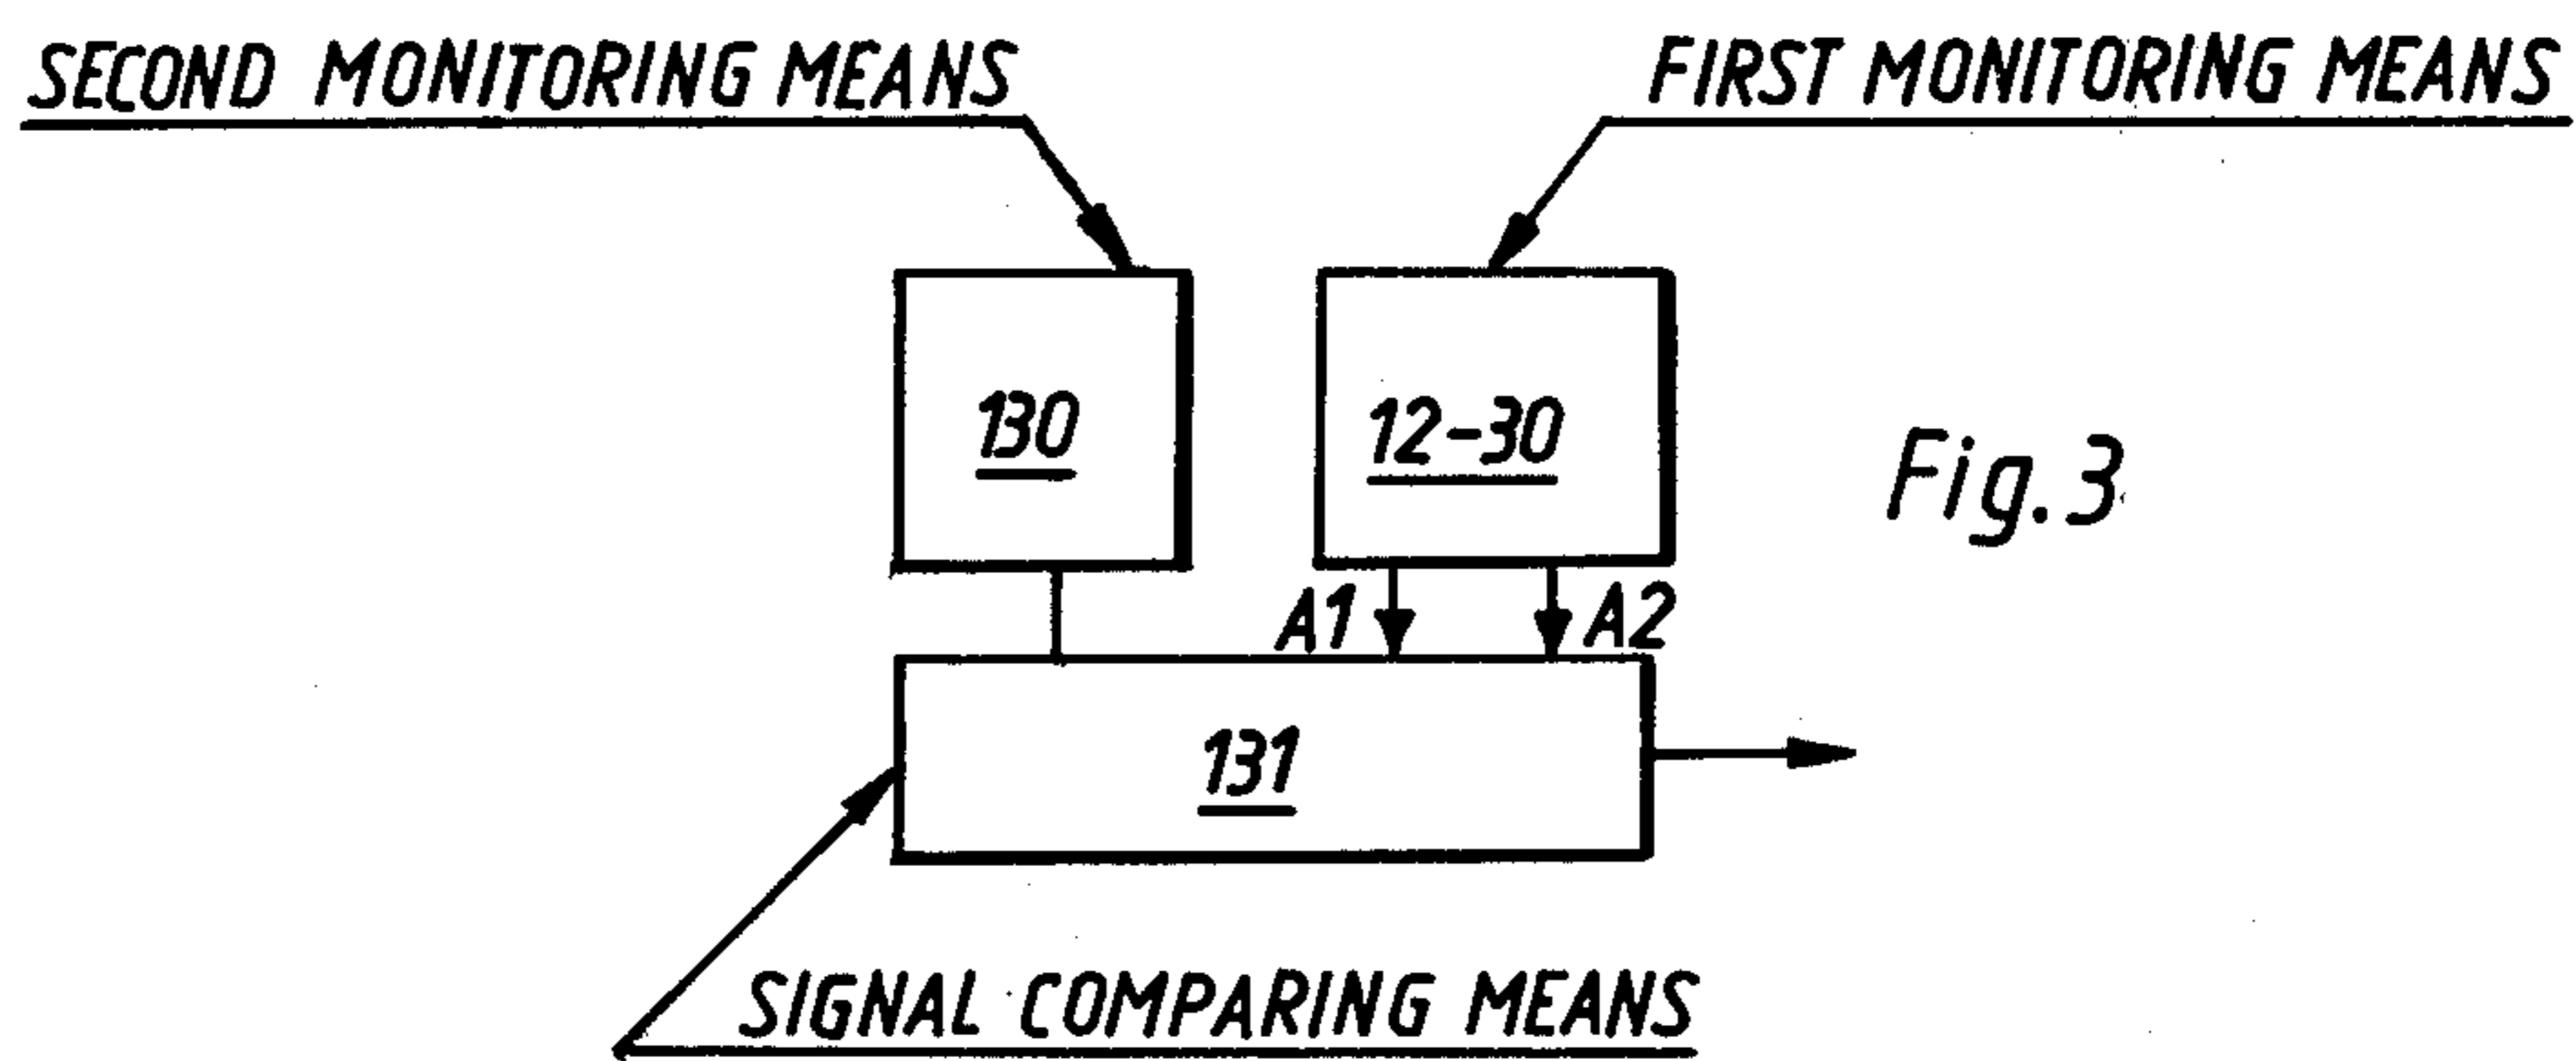 SECOND MONITORING MEANS
FIRST MONITORING MEANS
130
12-30
Fig. 3
A1
A2
131
SIGNAL COMPARING MEANS